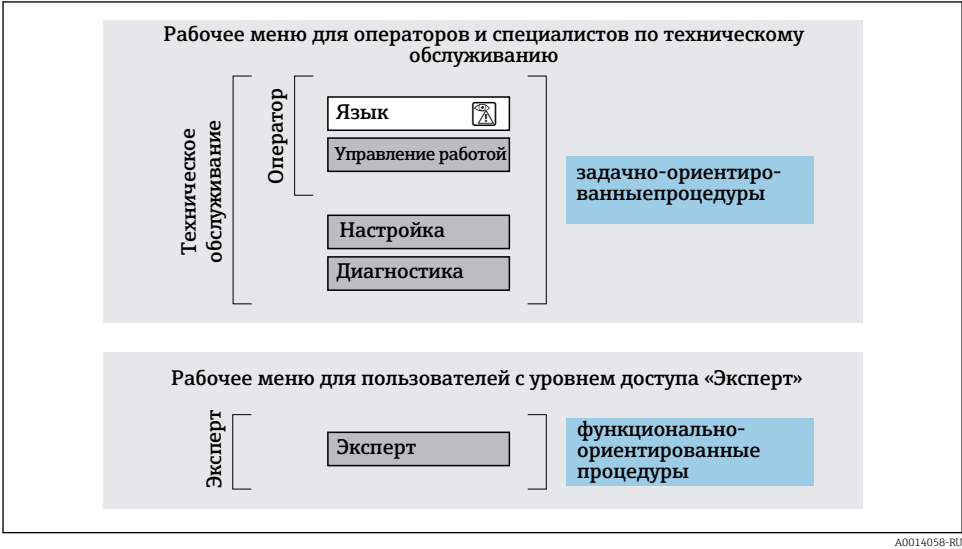 Рабочее меню для операторов и специалистов по техническому
обслуживанию
Техническое
обслуживание
Оператор
Язык
Управление работой
Настройка
Диагностика
задачно-ориентиро-
ванныепроцедуры
Рабочее меню для пользователей с уровнем доступа «Эксперт»
Эксперт
Эксперт
функционально-
ориентированные
процедуры
A0014058-RU